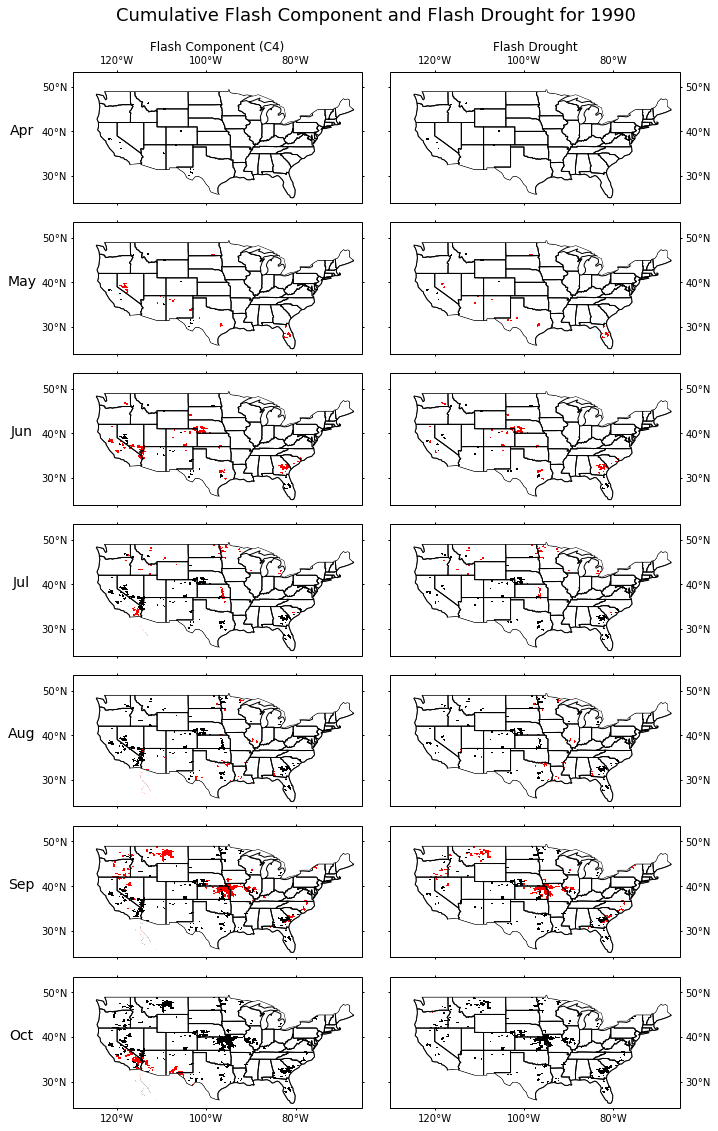 Cumulative Flash Component and Flash Drought for 1990
Flash Component (C4) Flash Drought
120°W 100°W 80°W 120°W 100°W 80°W
50°N 50°N
Apr 40°N 40°N
30°N 30°N
50°N 50°N
May 40°N 40°N
30°N 30°N
50°N 50°N
Jun 40°N 40°N
30°N 30°N
50°N 50°N
Jul 40°N 40°N
30°N 30°N
50°N 50°N
Aug 40°N 40°N
30°N 30°N
50°N 50°N
Sep 40°N 40°N
30°N 30°N
50°N 50°N
Oct 40°N 40°N
30°N 30°N
120°W 100°W 80°W 120°W 100°W 80°W